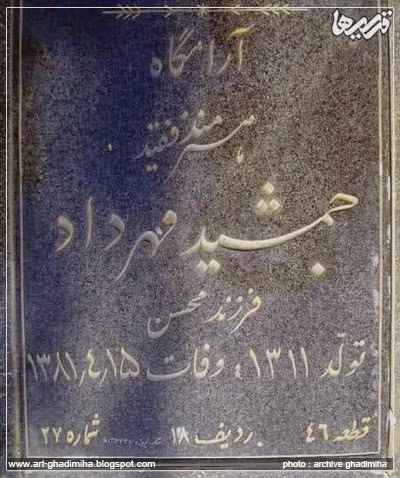 قدیمیها
آرامگاه
هنرمند فقید
جمشید مهرداد
فرزند محسن
تولّد ۱۳۱۱ ، وفات ۱۳۸۱٫۴٫۱۵
قطعه ۴۶ ردیف ۱۸ شماره ۲۷
www.art-ghadimiha.blogspot.com
photo : archive ghadimiha